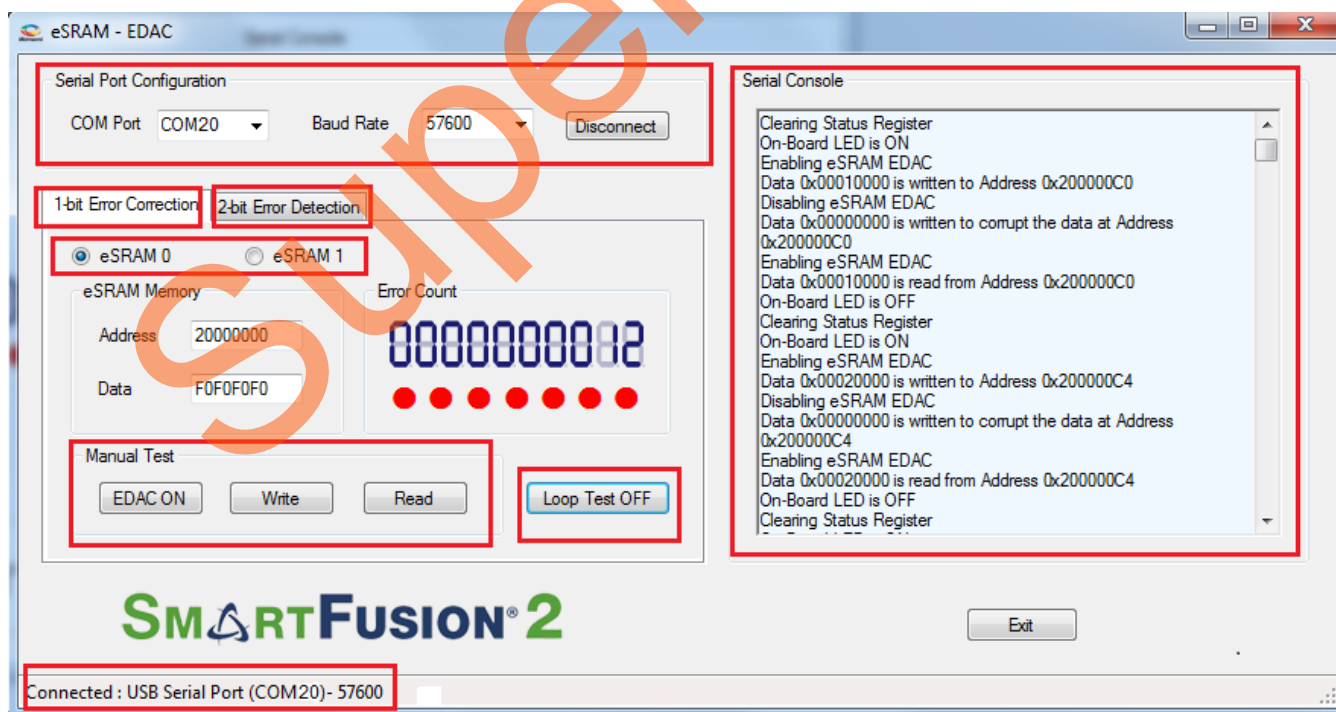 eSRAM - EDAC
Serial Port Configuration
COM Port COM20 Baud Rate 57600 Disconnect
1-bit Error Correction 2-bit Error Detection
eSRAM 0 eSRAM 1
eSRAM Memory
Address 20000000
Data F0F0F0F0
Error Count
0000000012
Manual Test
EDAC ON Write Read
Loop Test OFF
Serial Console
Clearing Status Register
On-Board LED is ON
Enabling eSRAM EDAC
Data 0x00010000 is written to Address 0x200000C0
Disabling eSRAM EDAC
Data 0x00000000 is written to corrupt the data at Address
0x200000C0
Enabling eSRAM EDAC
Data 0x00010000 is read from Address 0x200000C0
On-Board LED is OFF
Clearing Status Register
On-Board LED is ON
Enabling eSRAM EDAC
Data 0x00020000 is written to Address 0x200000C4
Disabling eSRAM EDAC
Data 0x00000000 is written to corrupt the data at Address
0x200000C4
Enabling eSRAM EDAC
Data 0x00020000 is read from Address 0x200000C4
On-Board LED is OFF
Clearing Status Register
SMARTFUSION® 2
Exit
Connected : USB Serial Port (COM20)- 57600
Super